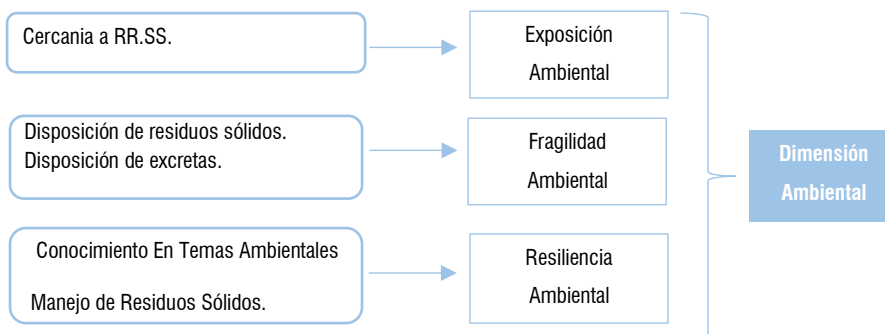 Cercania a RR.SS.
Exposición
Ambiental
Disposición de residuos sólidos.
Disposición de excretas.
Fragilidad
Ambiental
Dimensión
Ambiental
Conocimiento En Temas Ambientales
Manejo de Residuos Sólidos.
Resiliencia
Ambiental